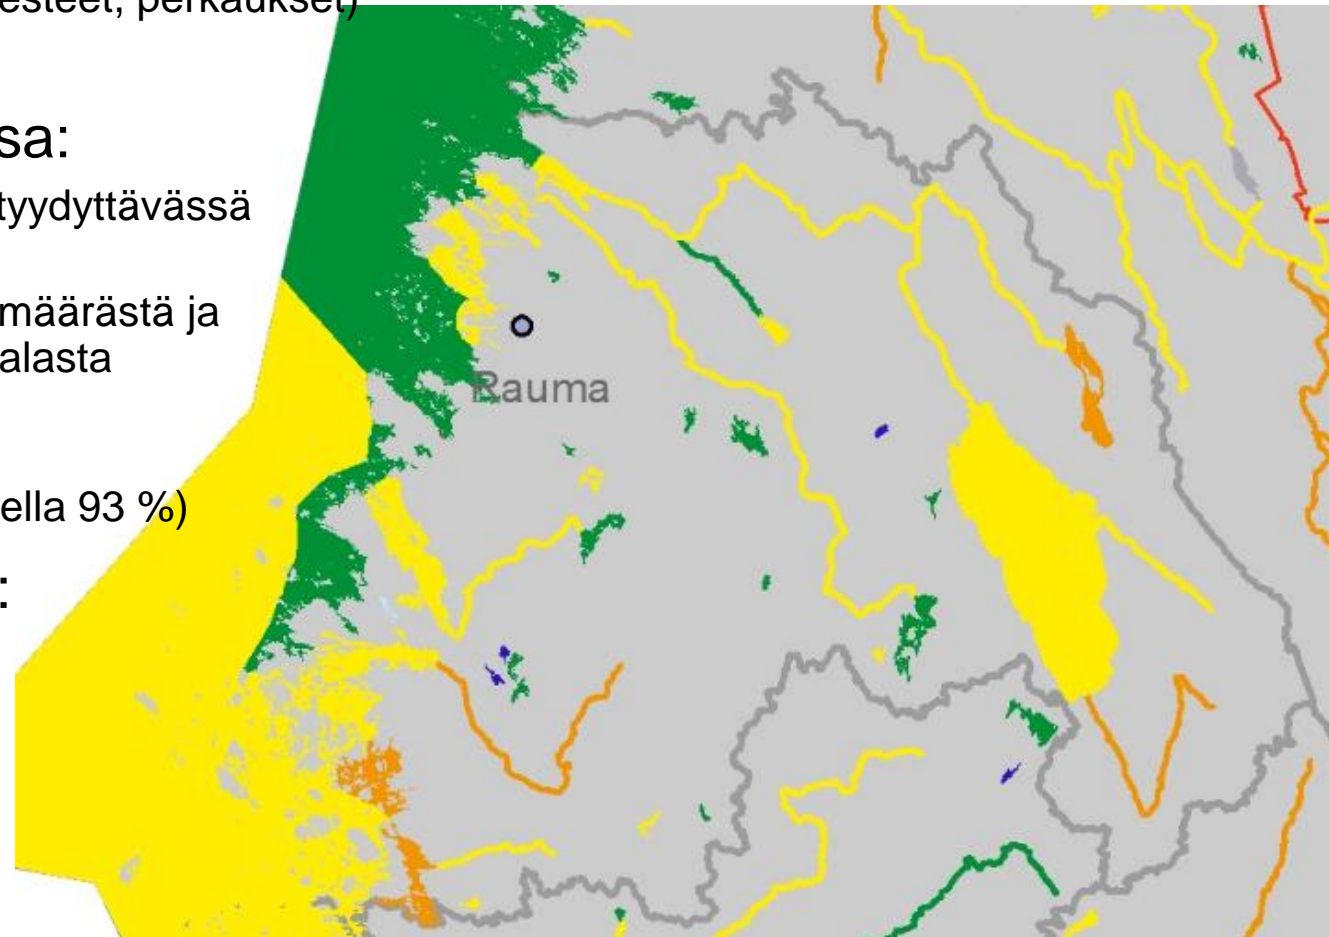 esteet, perkaukset)
sa:
tyydyttävässä
määrästä ja
alasta
ella 93 %)
:
Rauma